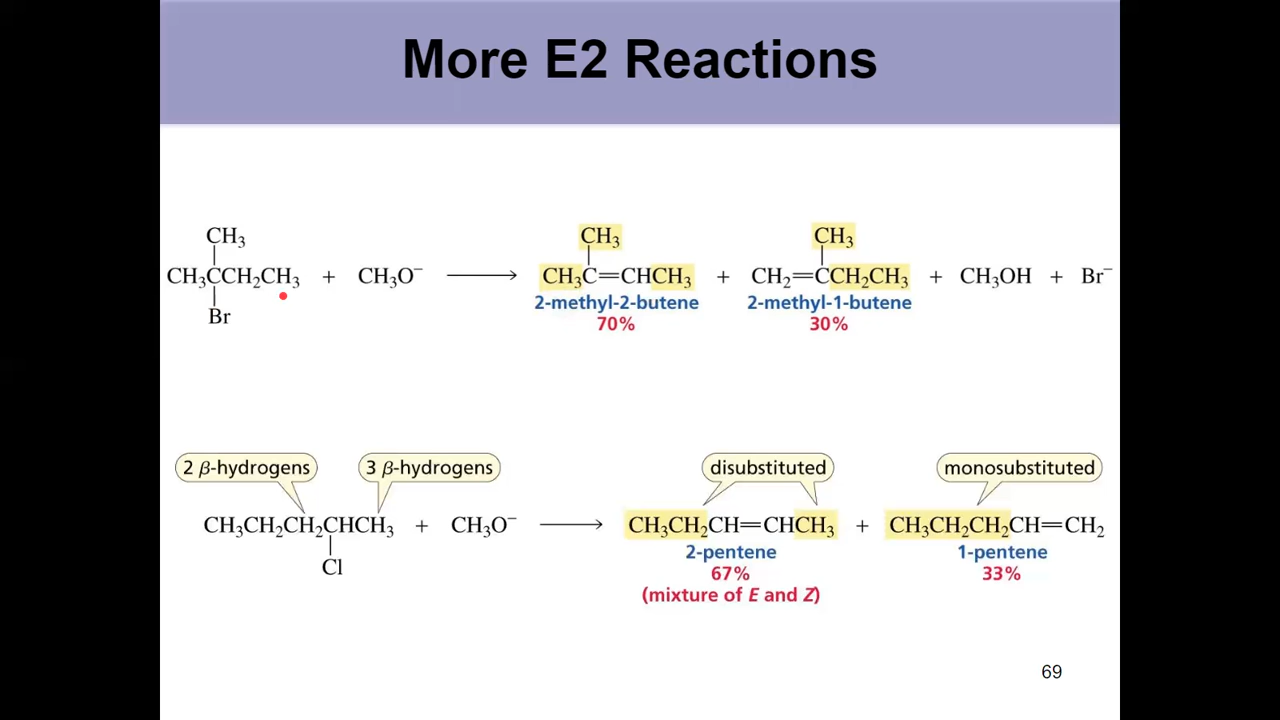 More E2 Reactions
CH₃ CH₃ CH₃
CH₃CCH₂CH₃ + CH₃O⁻ ⟶ CH₃C=CHCH₃ + CH₂=CCH₂CH₃ + CH₃OH + Br⁻
Br
2-methyl-2-butene 2-methyl-1-butene
70% 30%
2 β-hydrogens 3 β-hydrogens disubstituted monosubstituted
CH₃CH₂CH₂CHCH₃ + CH₃O⁻ ⟶ CH₃CH₂CH=CHCH₃ + CH₃CH₂CH₂CH=CH₂
Cl
2-pentene 1-pentene
67% 33%
(mixture of E and Z)
69